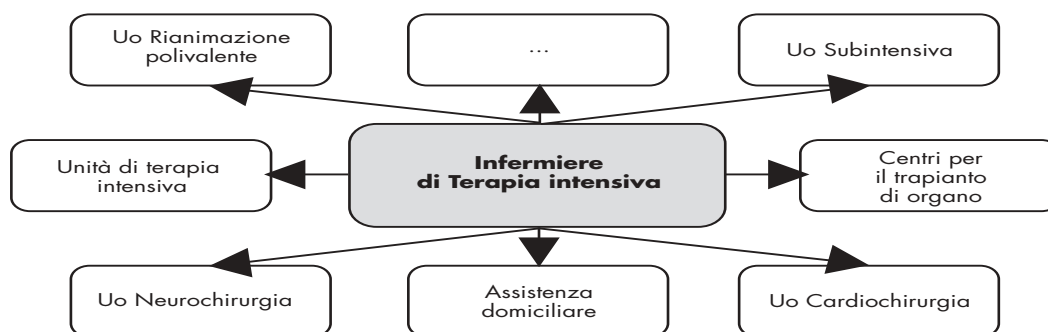 Uo Rianimazione
polivalente
...
Uo Subintensiva
Unità di terapia
intensiva
Infermiere
di Terapia intensiva
Centri per
il trapianto
di organo
Uo Neurochirurgia
Assistenza
domiciliare
Uo Cardiochirurgia